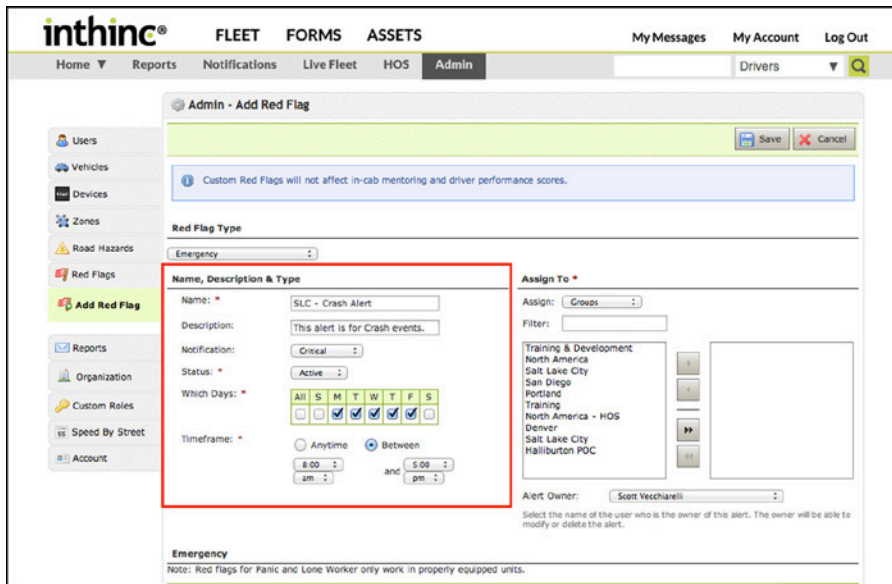 inthinc®
FLEET FORMS ASSETS
My Messages My Account Log Out
Home ▼ Reports Notifications Live Fleet HOS Admin
Drivers ▼
Admin - Add Red Flag
Save Cancel
Users
Vehicles
Devices
Zones
Road Hazards
Red Flags
Add Red Flag
Reports
Organization
Custom Roles
Speed By Street
Account
Custom Red Flags will not affect in-cab mentoring and driver performance scores.
Red Flag Type
Emergency
Name, Description & Type
Name: * SLC - Crash Alert
Description: This alert is for Crash events.
Notification: Critical
Status: * Active
Which Days: * All S M T W T F S
Timeframe: * Anytime Between
8:00 and 5:00
am pm
Assign To *
Assign: Groups
Filter:
Training & Development
North America
Salt Lake City
San Diego
Portland
Training
North America - HOS
Denver
Salt Lake City
Halliburton POC
Alert Owner: Scott Vecchiarelli
Select the name of the user who is the owner of this alert. The owner will be able to
modify or delete the alert.
Emergency
Note: Red flags for Panic and Lone Worker only work in properly equipped units.